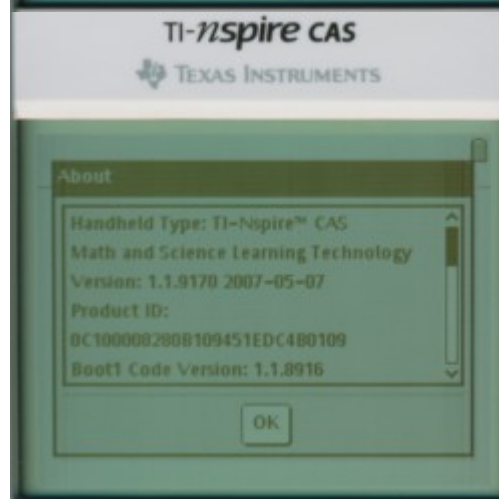 TI-nspire CAS
TEXAS INSTRUMENTS
About
Handheld Type: TI-Nspire™ CAS
Math and Science Learning Technology
Version: 1.1.9170 2007-05-07
Product ID:
0C1000082B0B109451EDC4B0109
Boot1 Code Version: 1.1.8916
OK